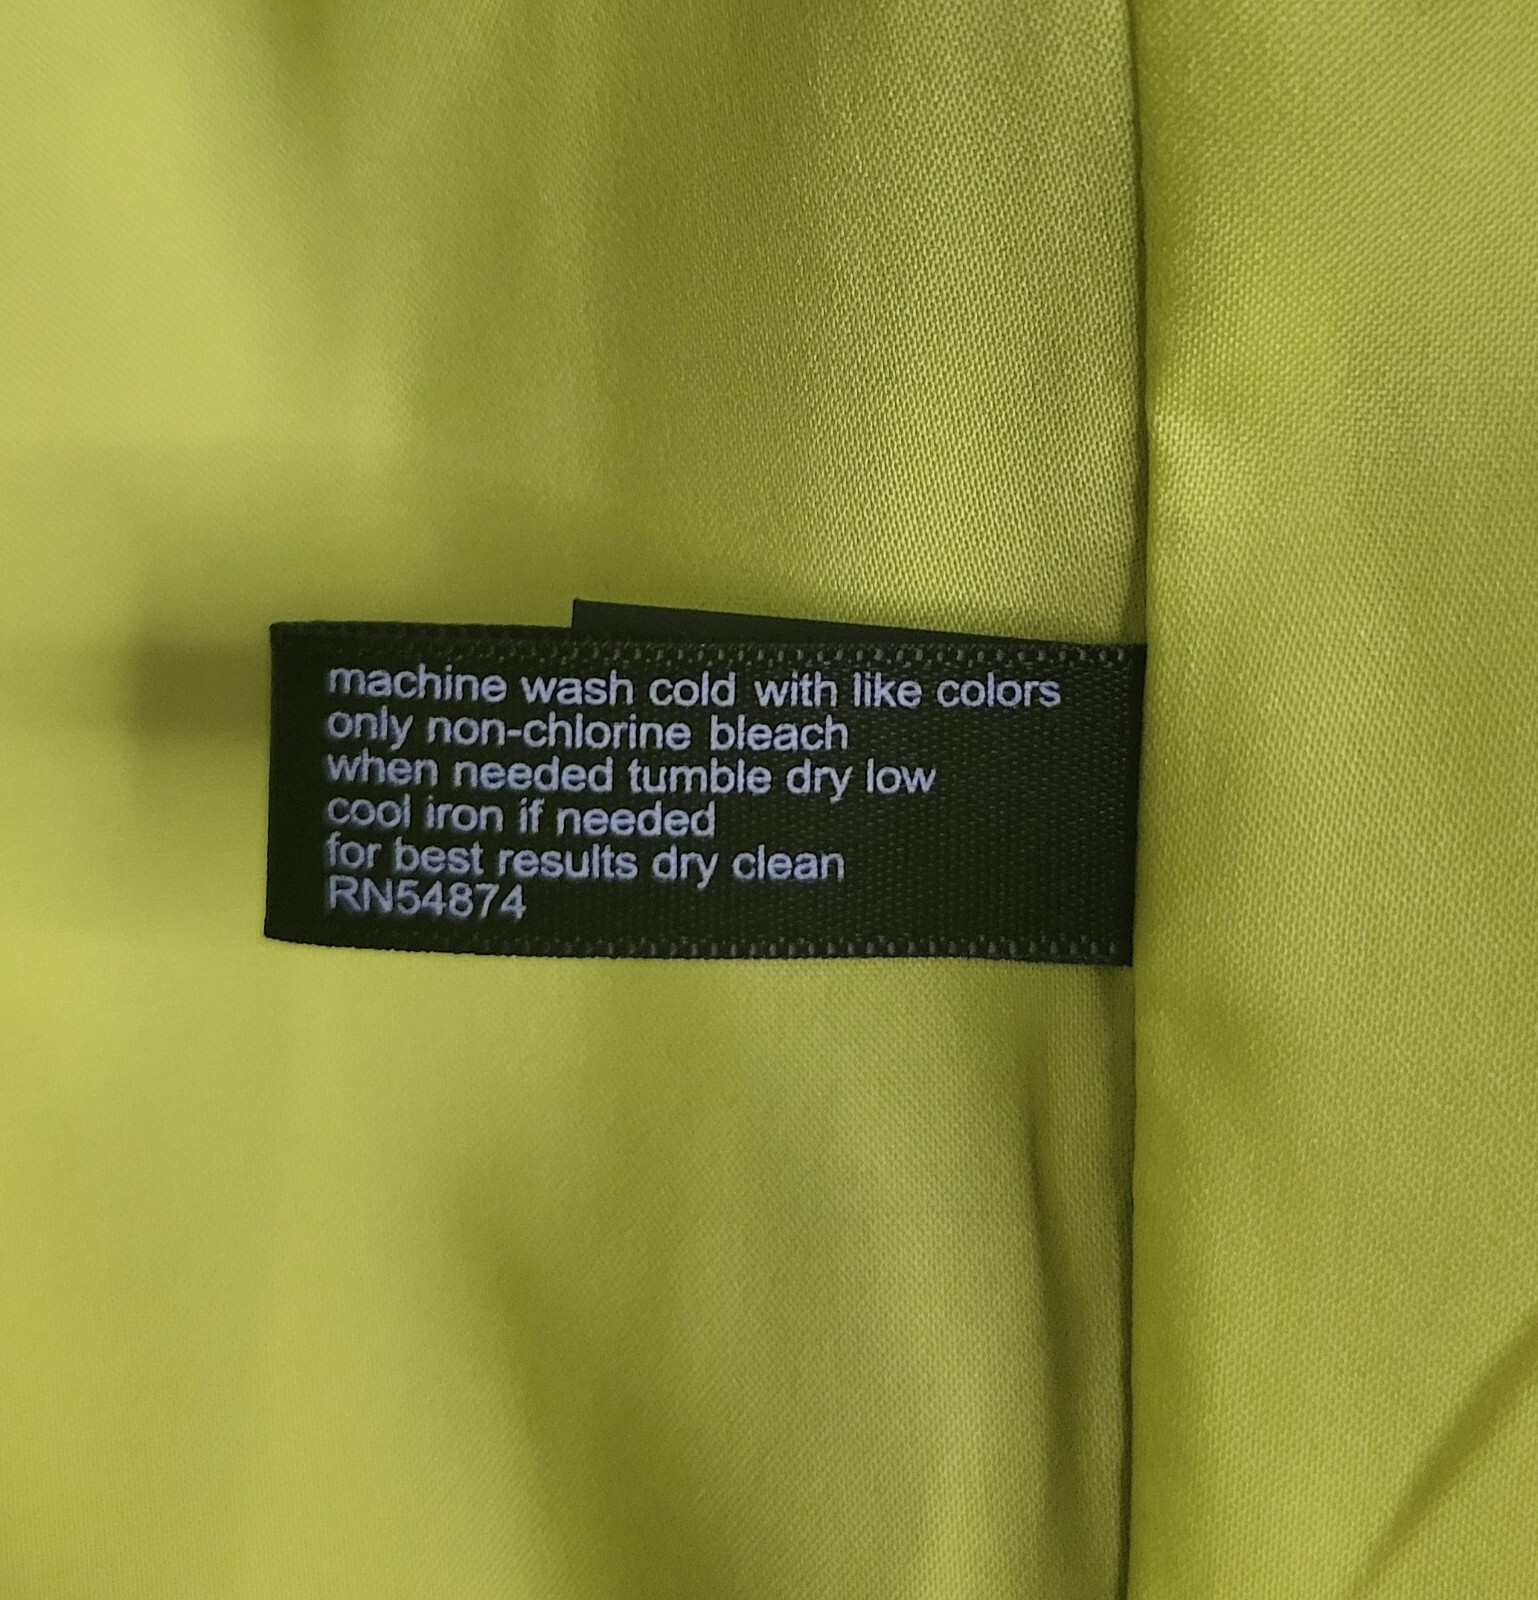 machine wash cold with like colors
only non-chlorine bleach
when needed tumble dry low
cool iron if needed
for best results dry clean
RN54874